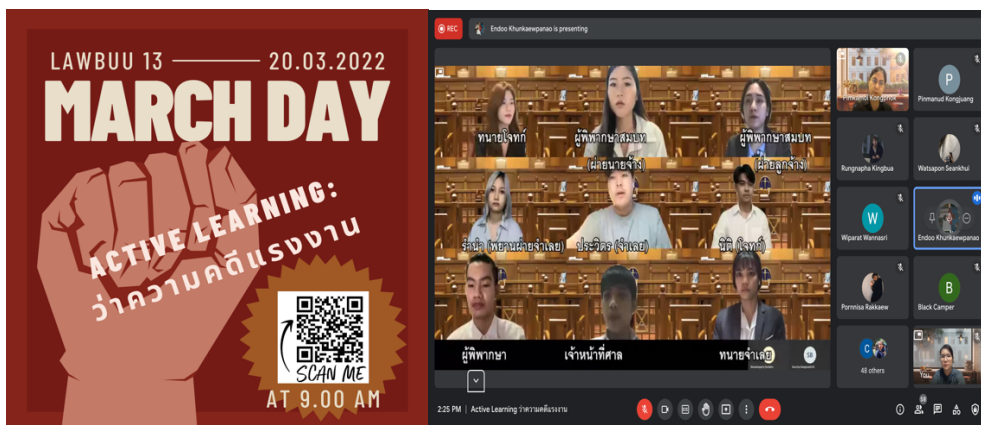 LAWBUU 13 20.03.2022
MARCH DAY
ACTIVE LEARNING:
ว่าความคดีแรงงาน
SCAN ME
AT 9.00 AM
REC
Endoo Khunkaewpanao is presenting
ทนายโจทก์
ผู้พิพากษาสมบท
(ฝ่ายนายจ้าง)
ผู้พิพากษาสมบท
(ฝ่ายลูกจ้าง)
รำนำ (พยานฝ่ายจำเลย)
ประวิตร (จำเลย)
นิติ (โจทก์)
ผู้พิพากษา
เจ้าหน้าที่ศาล
ทนายจำเลย
SR
Pimkamol Kongprok
P
Pinmanud Kongjuang
Rungnapha Kingbua
Watsapon Seankhui
W
Wiparat Wannasri
Endoo Khunkaewpanao
Pornnisa Rakkaew
B
Black Camper
C
48 others
You
2:25 PM | Active Learning ว่าความคดีแรงงาน
58